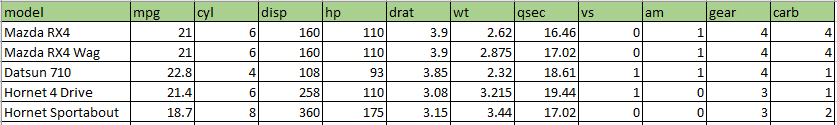 model mpg cyl disp hp drat wt qsec vs am gear carb
Mazda RX4 21 6 160 110 3.9 2.62 16.46 0 1 4 4
Mazda RX4 Wag 21 6 160 110 3.9 2.875 17.02 0 1 4 4
Datsun 710 22.8 4 108 93 3.85 2.32 18.61 1 1 4 1
Hornet 4 Drive 21.4 6 258 110 3.08 3.215 19.44 1 0 3 1
Hornet Sportabout 18.7 8 360 175 3.15 3.44 17.02 0 0 3 2